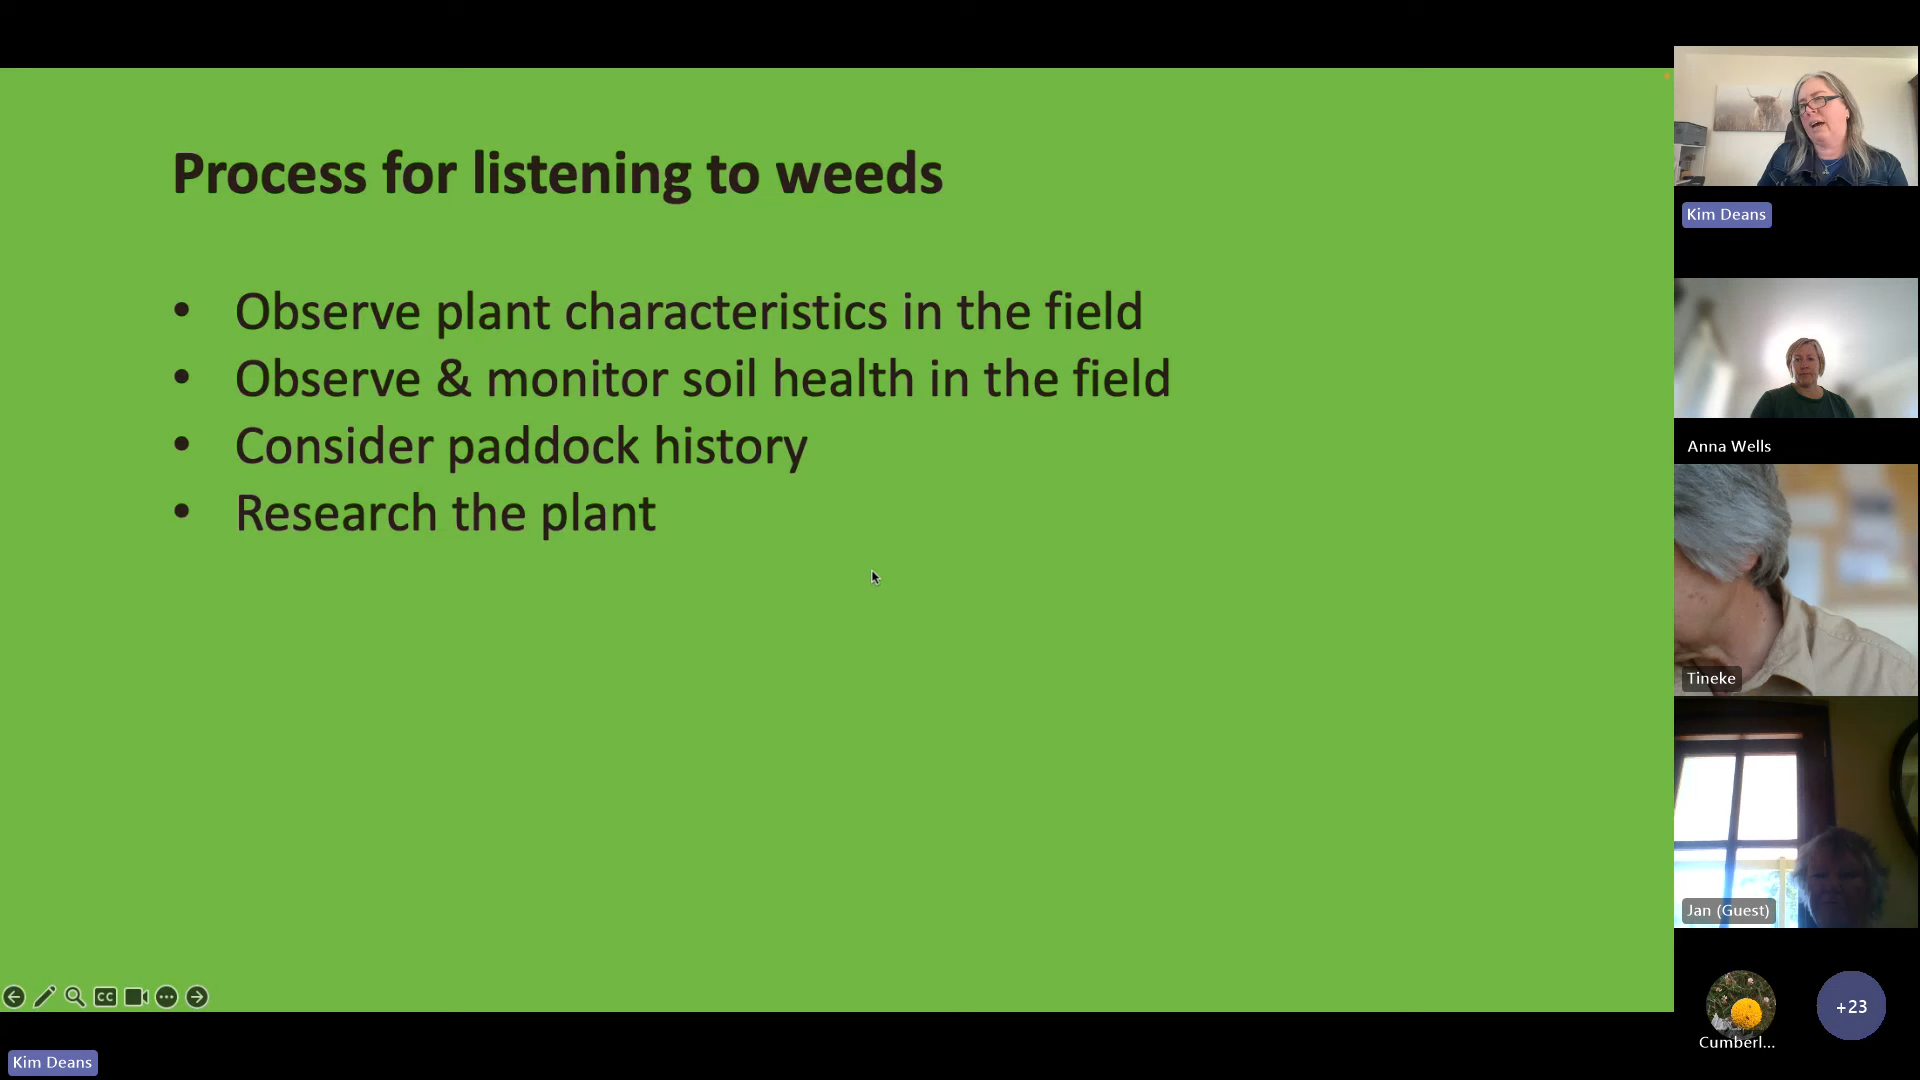 Process for listening to weeds
• Observe plant characteristics in the field
• Observe & monitor soil health in the field
• Consider paddock history
• Research the plant
CC
Kim Deans
Kim Deans
Anna Wells
Tineke
Jan (Guest)
Cumberl...
+23